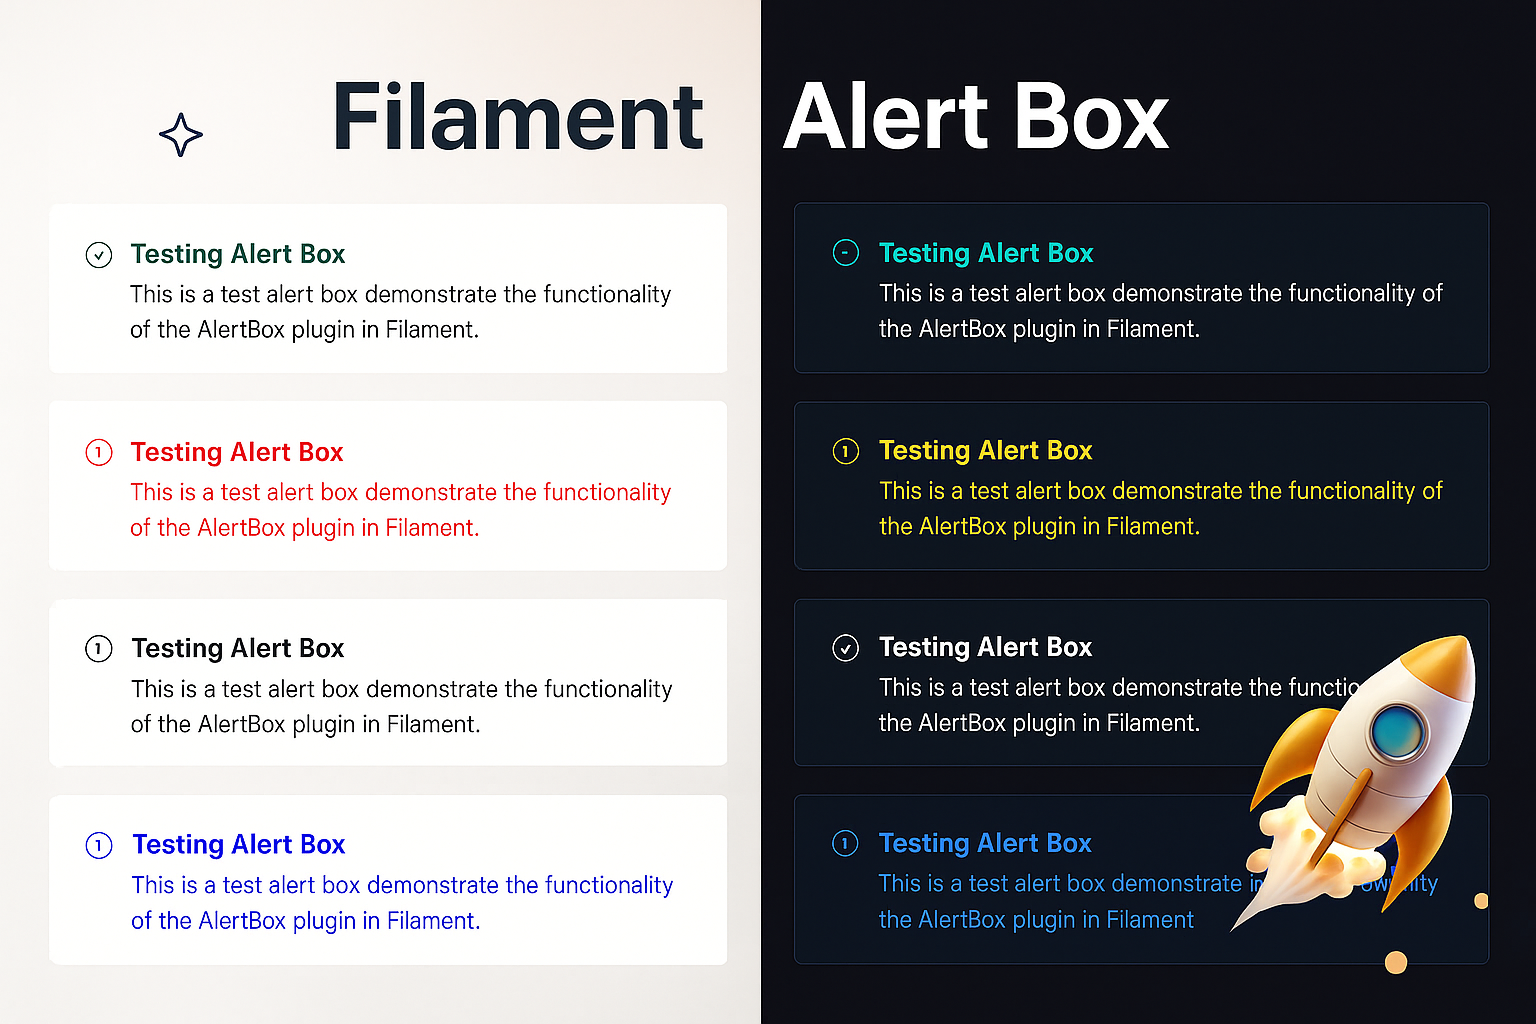 Filament Alert Box
Testing Alert Box
This is a test alert box demonstrate the functionality
of the AlertBox plugin in Filament.
1 Testing Alert Box
This is a test alert box demonstrate the functionality
of the AlertBox plugin in Filament.
1 Testing Alert Box
This is a test alert box demonstrate the functionality
of the AlertBox plugin in Filament.
1 Testing Alert Box
This is a test alert box demonstrate the functionality
of the AlertBox plugin in Filament.
Testing Alert Box
This is a test alert box demonstrate the functionality of
the AlertBox plugin in Filament.
1 Testing Alert Box
This is a test alert box demonstrate the functionality of
the AlertBox plugin in Filament.
Testing Alert Box
This is a test alert box demonstrate the
the AlertBox plugin in Filament.
1 Testing Alert Box
This is a test alert box demonstrate
the AlertBox plugin in Filament